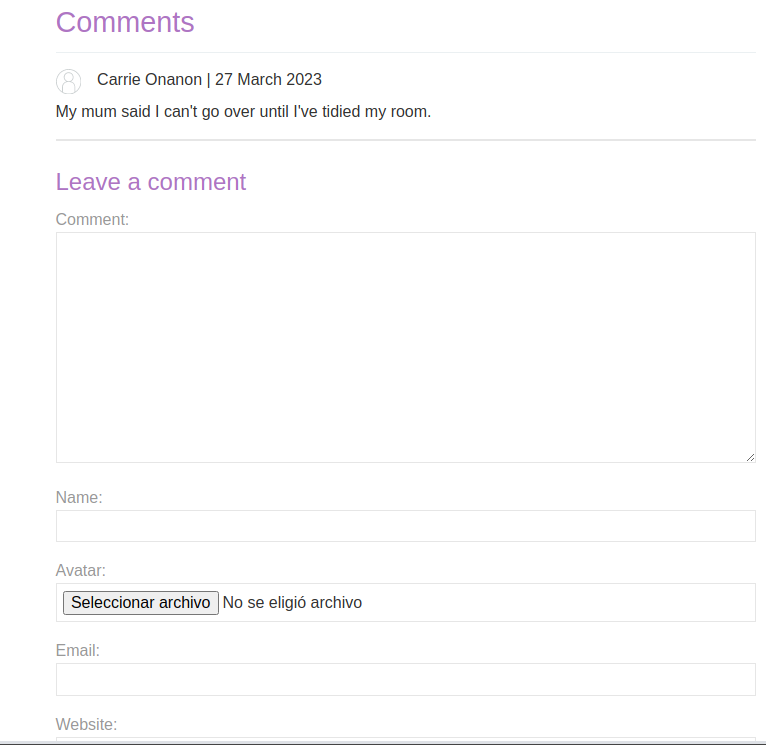 Comments
Carrie Onanon | 27 March 2023
My mum said I can't go over until I've tidied my room.
Leave a comment
Comment:
Name:
Avatar:
Seleccionar archivo No se eligió archivo
Email:
Website: